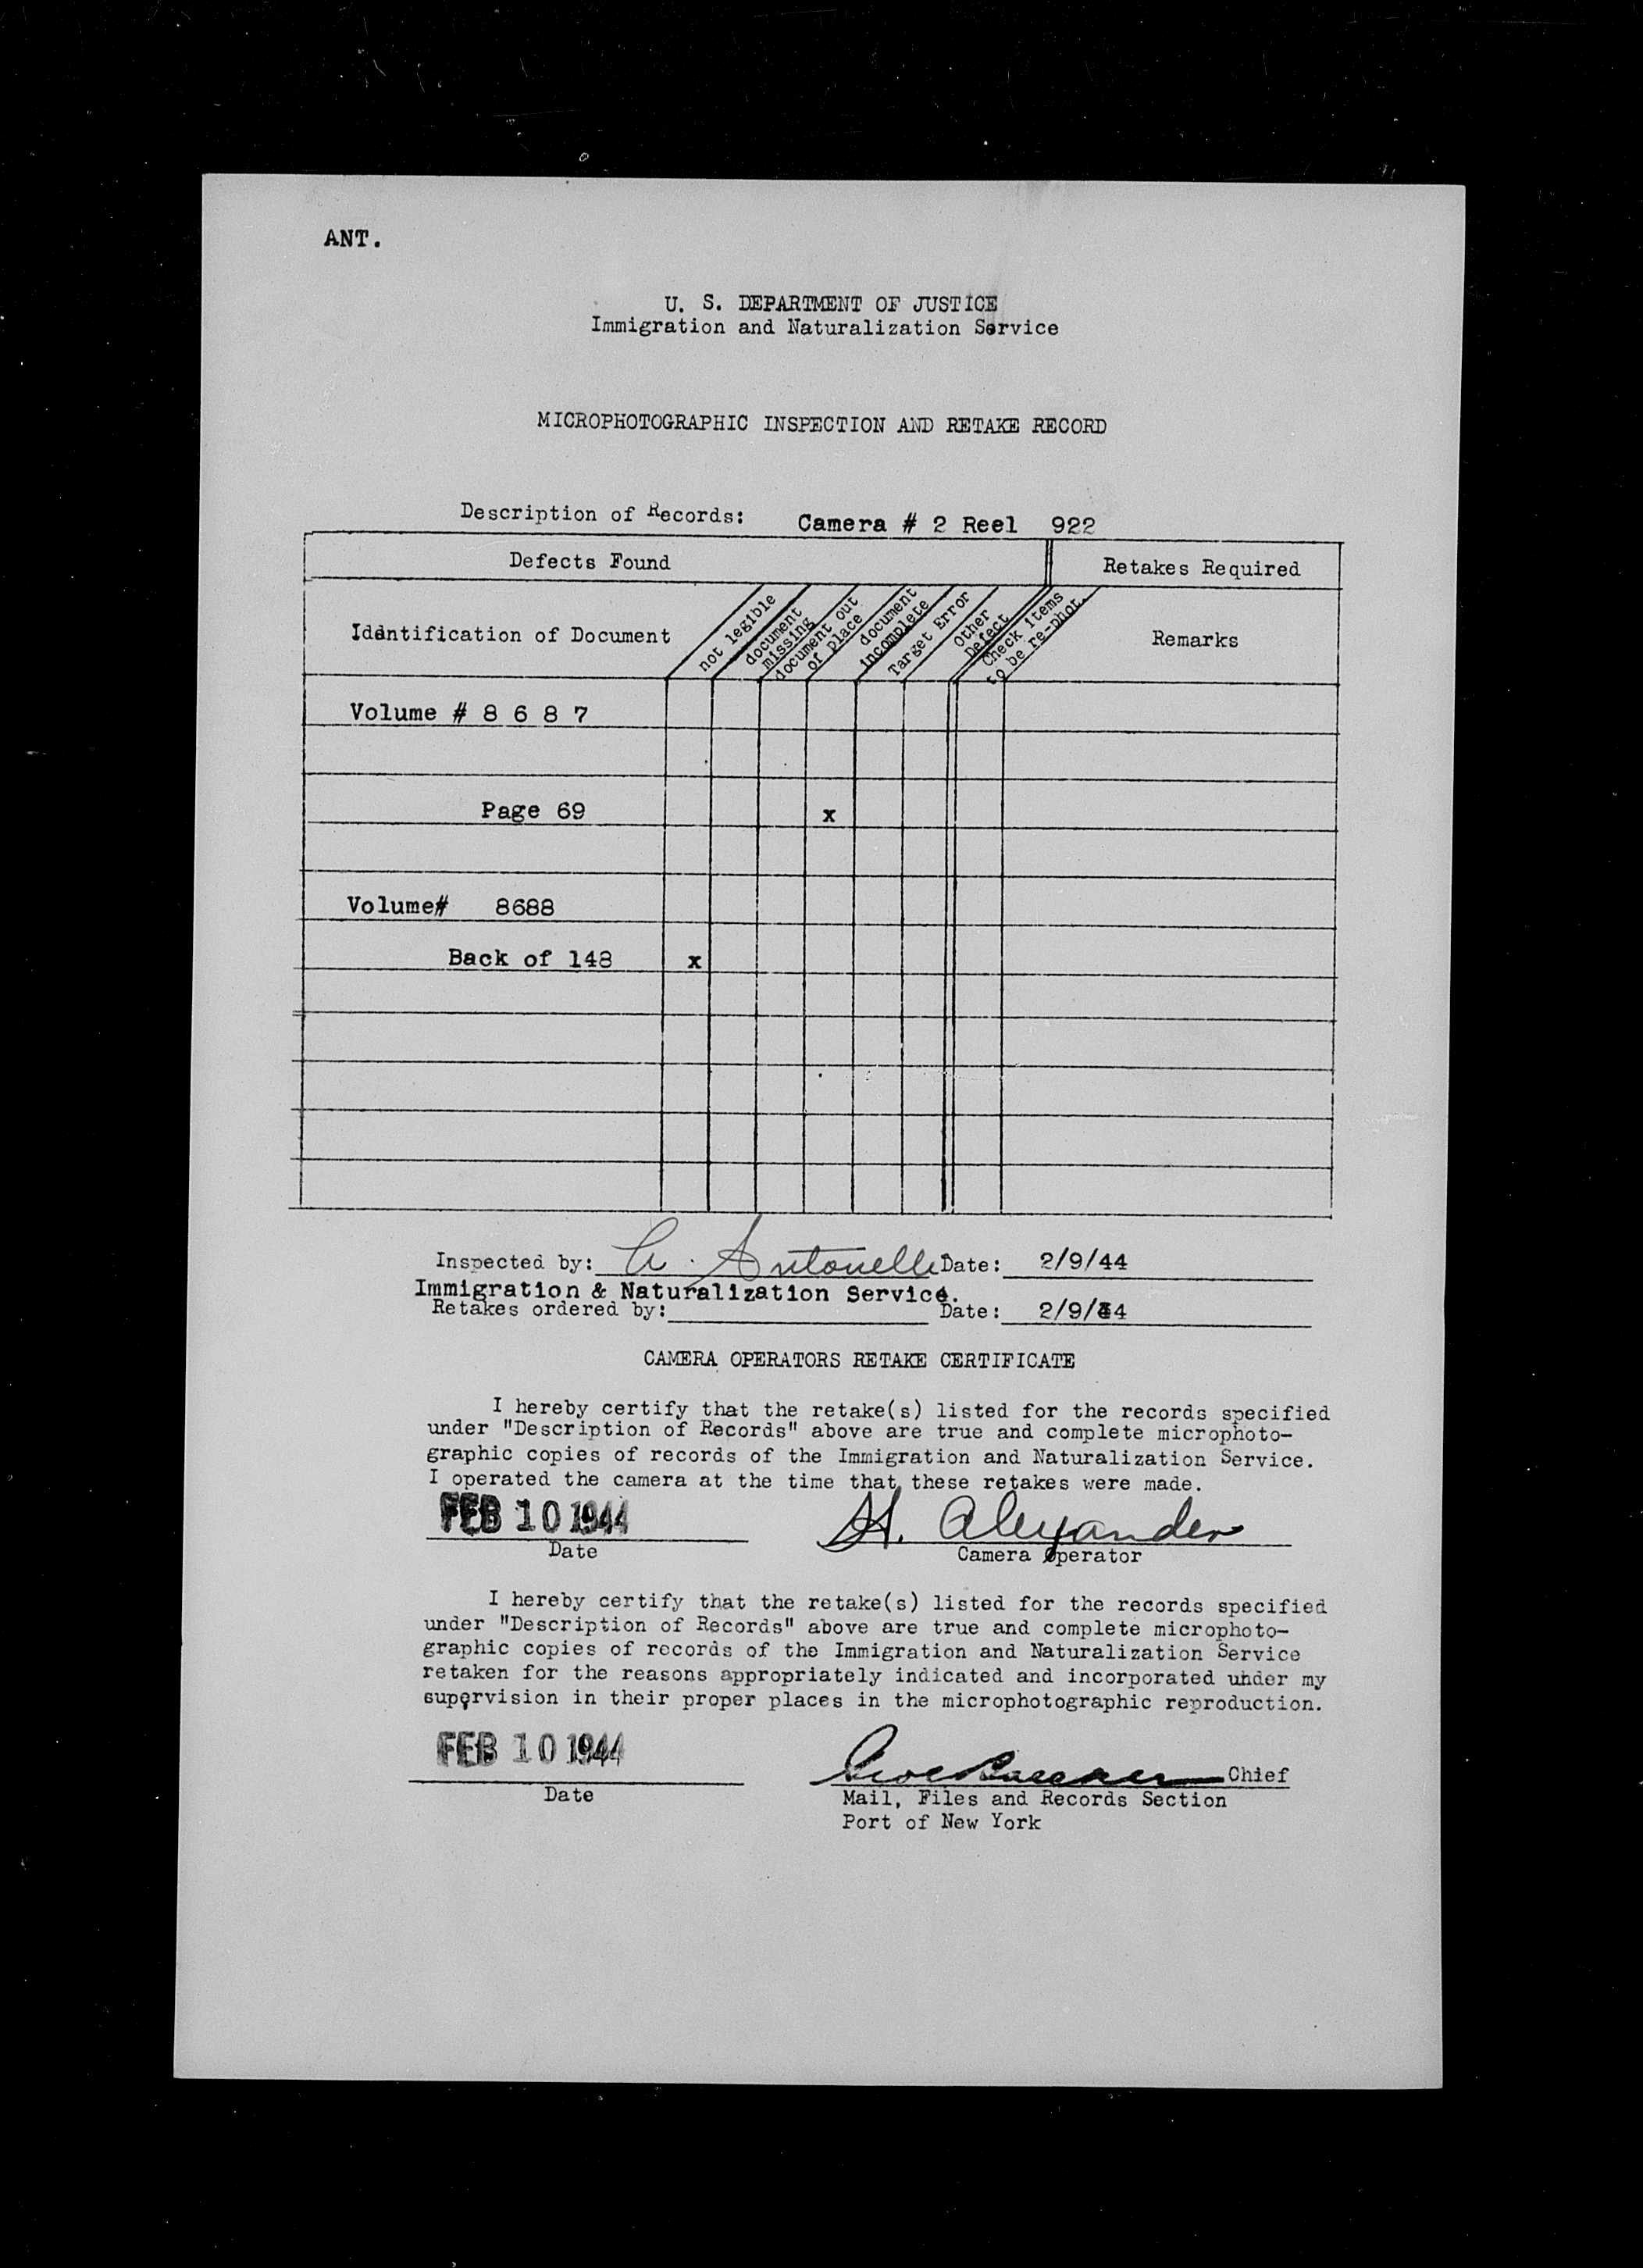 ANT.
U. S. DEPARTMENT OF JUSTICE
Immigration and Naturalization Service
MICROPHOTOGRAPHIC INSPECTION AND RETAKE RECORD
Description of Records: Camera # 2 Reel 922
Defects Found
Retakes Required
Identification of Document
not legible
document
missing
document out
of place
document
incomplete
Target Error
Other
Defect
Check items
to be re-phot.
Remarks
Volume # 8 6 8 7
Page 69 x
Volume# 8688
Back of 148 x
Inspected by: A. Antonelli Date: 2/9/44
Immigration & Naturalization Service.
Retakes ordered by: Date: 2/9/44
CAMERA OPERATORS RETAKE CERTIFICATE
I hereby certify that the retake(s) listed for the records specified
under "Description of Records" above are true and complete microphoto-
graphic copies of records of the Immigration and Naturalization Service.
I operated the camera at the time that these retakes were made.
FEB 10 1944 H. Alexander
Date Camera Operator
I hereby certify that the retake(s) listed for the records specified
under "Description of Records" above are true and complete microphoto-
graphic copies of records of the Immigration and Naturalization Service
retaken for the reasons appropriately indicated and incorporated under my
supervision in their proper places in the microphotographic reproduction.
FEB 10 1944
Chief
Date
Mail, Files and Records Section
Port of New York